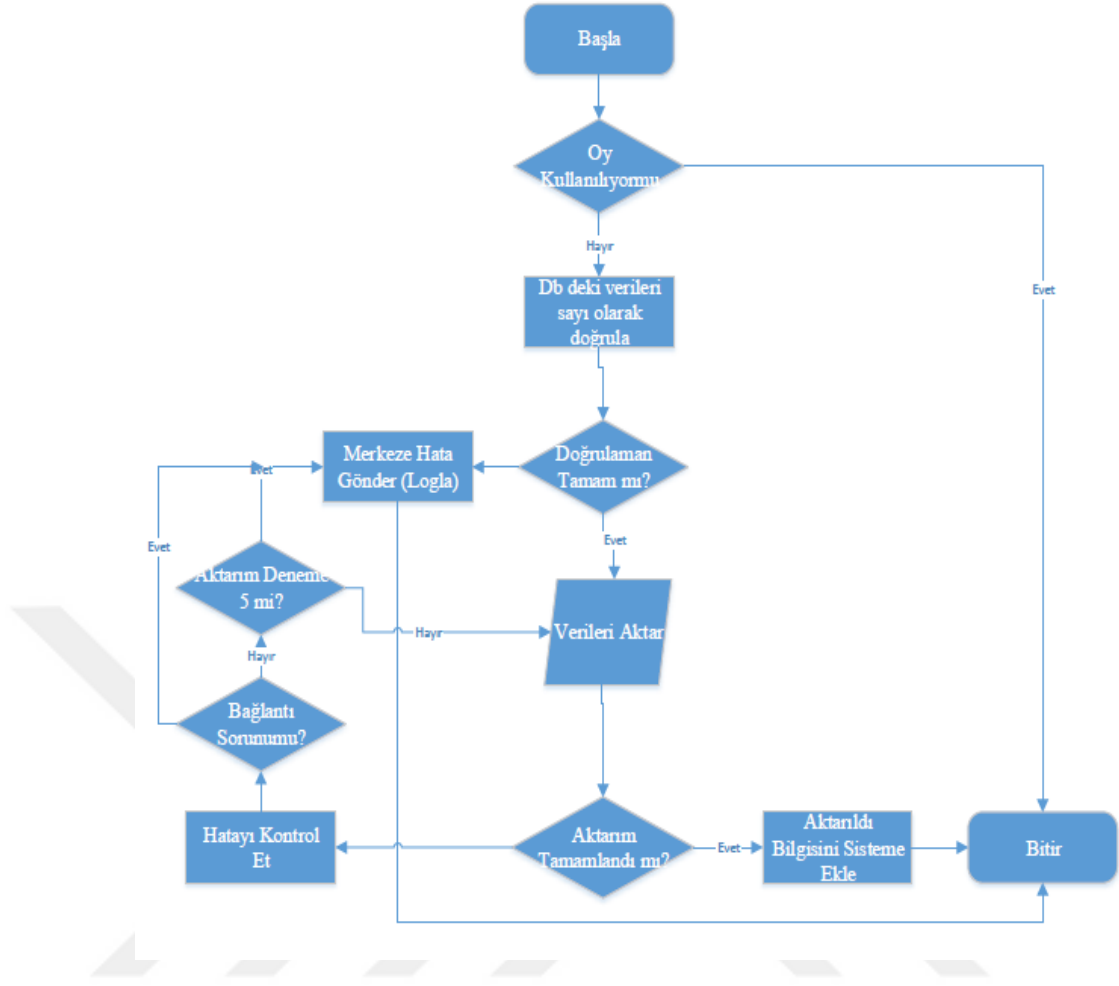 Başla
Oy
Kullanılıyormu
Hayır
Evet
Db deki verileri
sayı olarak
doğrula
Merkeze Hata
Gönder (Logla)
Doğrulaman
Tamam mı?
Evet
Evet
Evet
Aktarım Deneme
5 mi?
Hayır
Verileri Aktar
Hayır
Bağlantı
Sorunumu?
Hatayı Kontrol
Et
Aktarım
Tamamlandı mı?
Evet
Aktarıldı
Bilgisini Sisteme
Ekle
Bitir